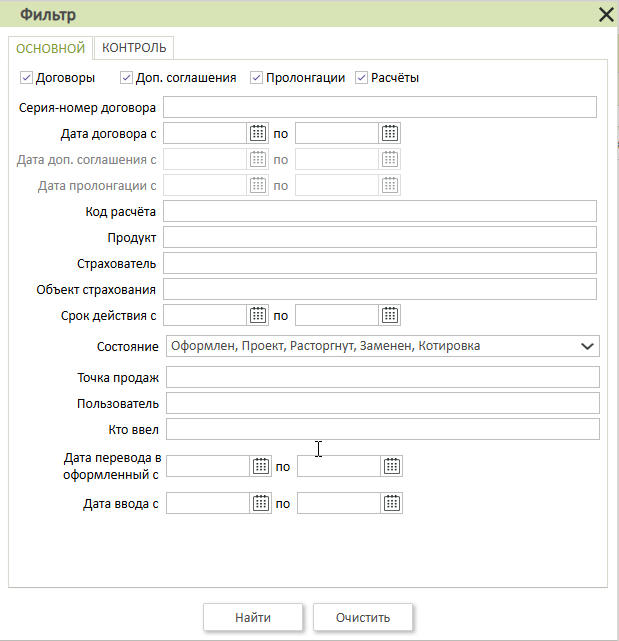 Фильтр
ОСНОВНОЙ КОНТРОЛЬ
Договоры Доп. соглашения Пролонгации Расчёты
Серия-номер договора
Дата договора с по
Дата доп. соглашения с по
Дата пролонгации с по
Код расчёта
Продукт
Страхователь
Объект страхования
Срок действия с по
Состояние Оформлен, Проект, Расторгнут, Заменен, Котировка
Точка продаж
Пользователь
Кто ввел
Дата перевода в
оформленный с по
Дата ввода с по
Найти Очистить